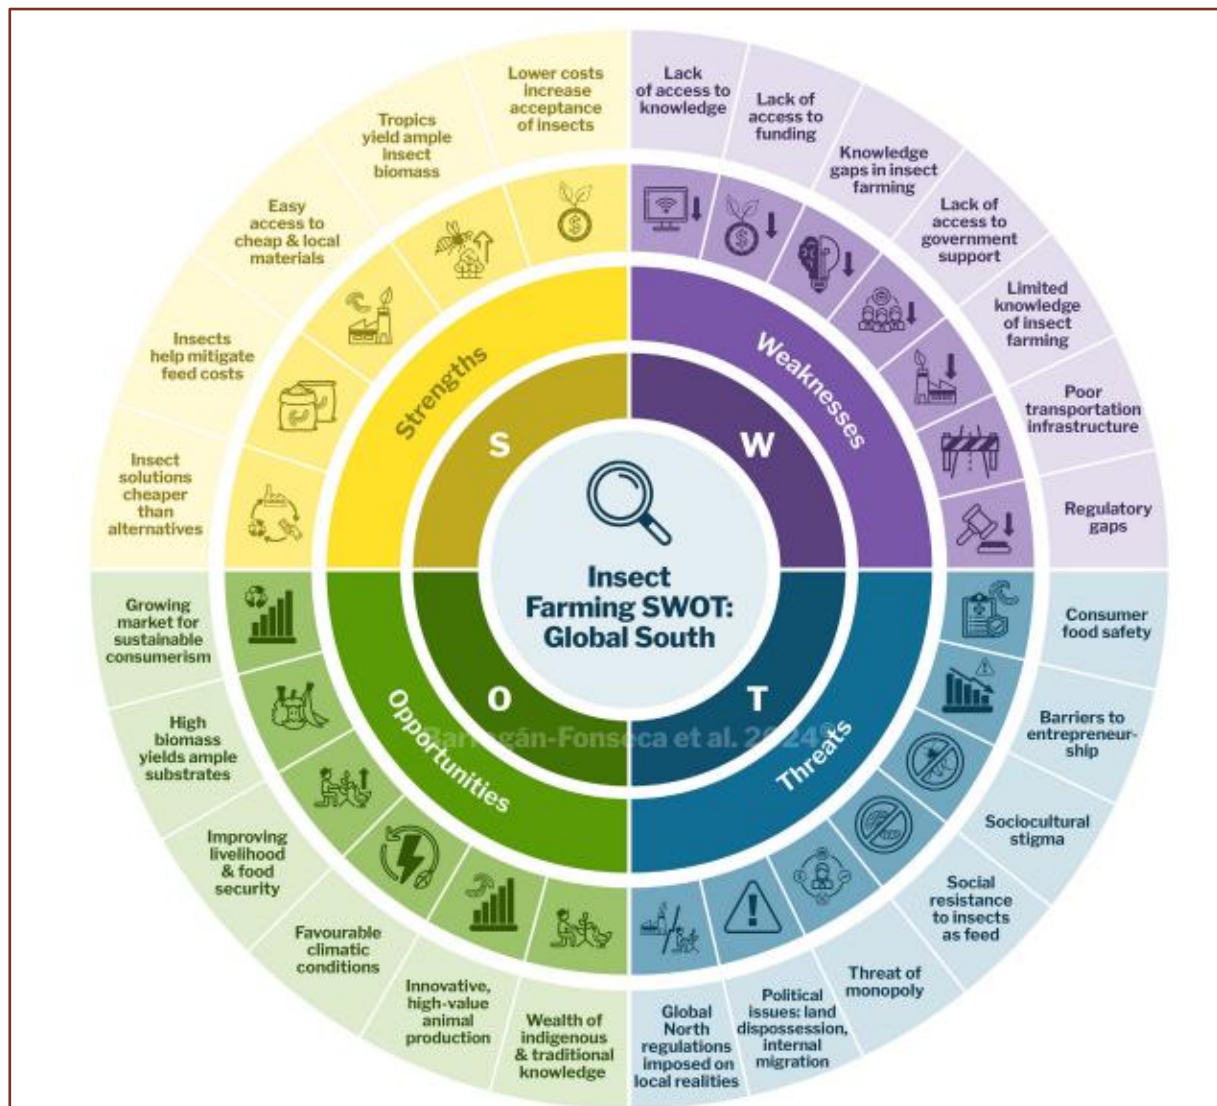 Lower costs
increase
acceptance
of insects
Tropics
yield ample
insect
biomass
Easy
access to
cheap & local
materials
Insects
help mitigate
feed costs
Insect
solutions
cheaper
than
alternatives
Lack
of access to
knowledge
Lack of
access to
funding
Knowledge
gaps in insect
farming
Lack of
access to
government
support
Limited
knowledge
of insect
farming
Poor
transportation
infrastructure
Regulatory
gaps
Strengths
Weaknesses
S
W
Insect
Farming SWOT:
Global South
O
T
Opportunities
Threats
Barragán-Fonseca et al. 2024©
Growing
market for
sustainable
consumerism
High
biomass
yields ample
substrates
Improving
livelihood
& food
security
Favourable
climatic
conditions
Innovative,
high-value
animal
production
Wealth of
indigenous
& traditional
knowledge
Consumer
food safety
Barriers to
entrepreneur-
ship
Sociocultural
stigma
Social
resistance
to insects
as feed
Threat of
monopoly
Political
issues: land
dispossession,
internal
migration
Global
North
regulations
imposed on
local realities